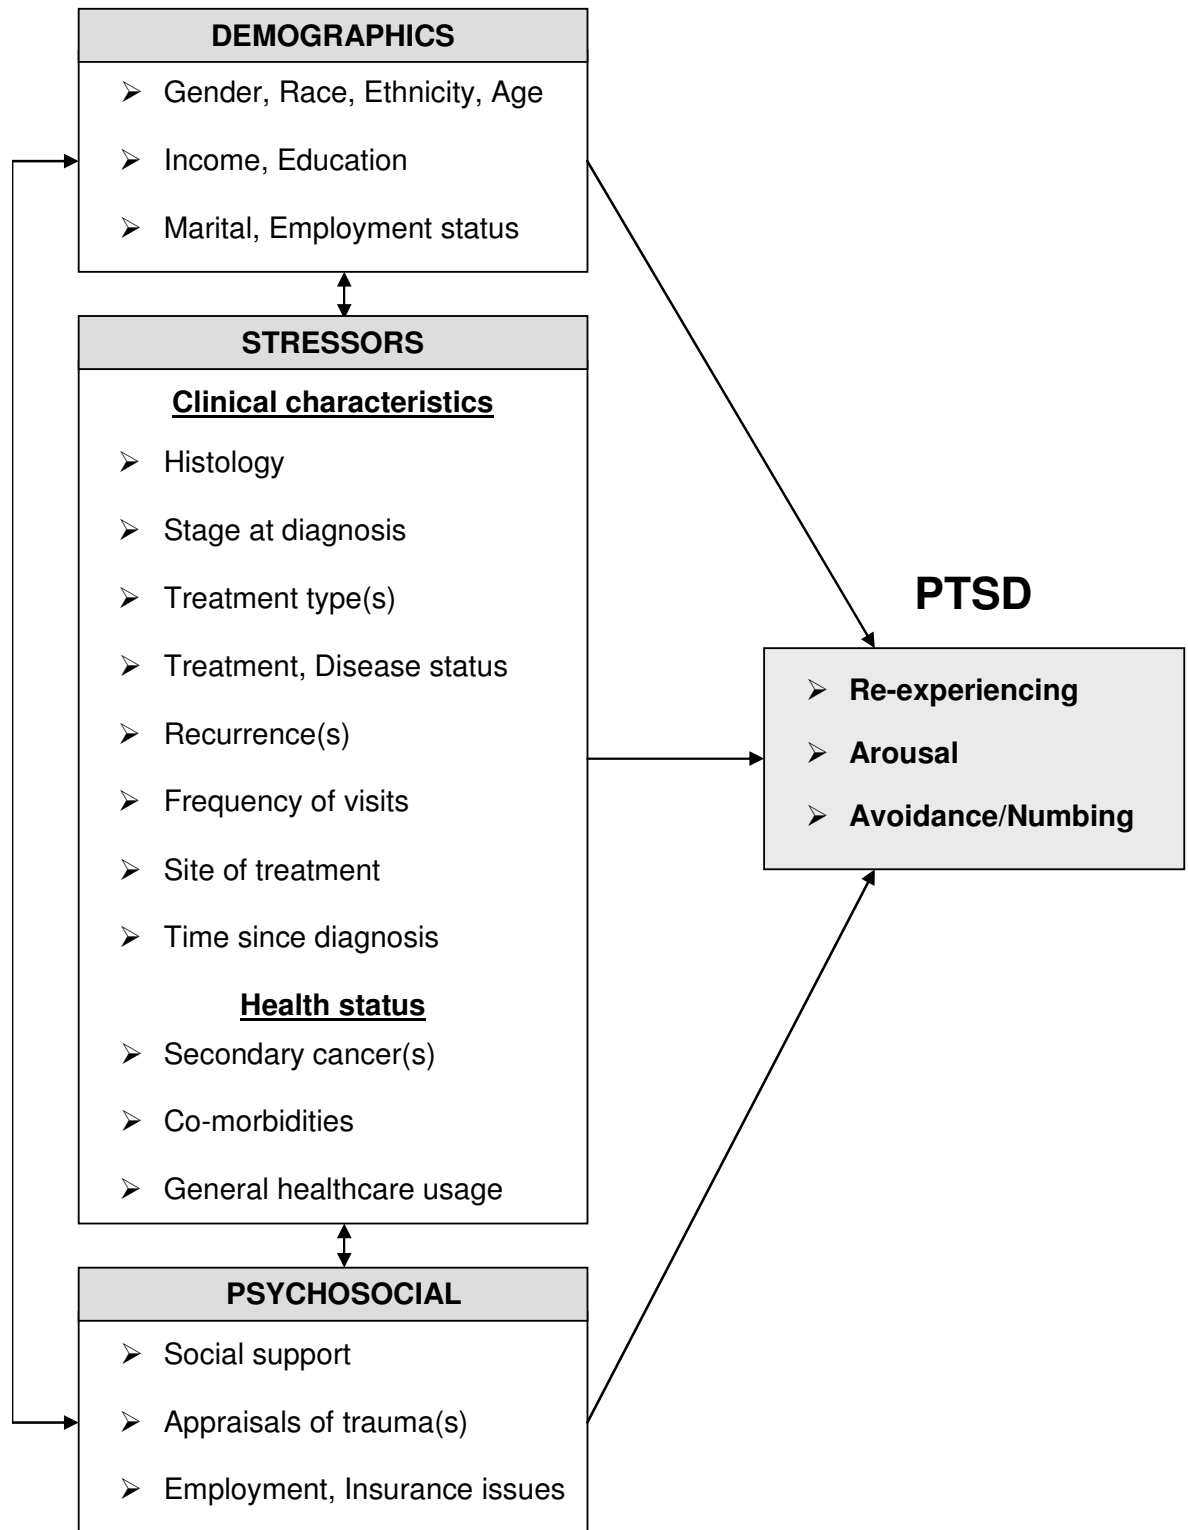 DEMOGRAPHICS
➢ Gender, Race, Ethnicity, Age
➢ Income, Education
➢ Marital, Employment status
STRESSORS
Clinical characteristics
➢ Histology
➢ Stage at diagnosis
➢ Treatment type(s)
➢ Treatment, Disease status
➢ Recurrence(s)
➢ Frequency of visits
➢ Site of treatment
➢ Time since diagnosis
Health status
➢ Secondary cancer(s)
➢ Co-morbidities
➢ General healthcare usage
PSYCHOSOCIAL
➢ Social support
➢ Appraisals of trauma(s)
➢ Employment, Insurance issues
PTSD
➢ Re-experiencing
➢ Arousal
➢ Avoidance/Numbing